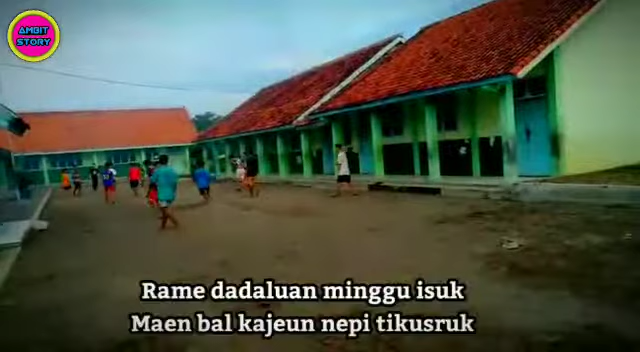 AMBIT
STORY
Rame dadaluan minggu isuk
Maen bal kajeun nepi tikusruk